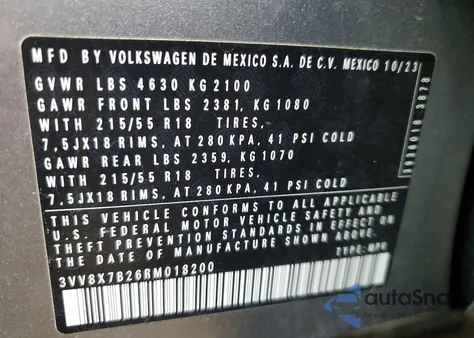 MFD BY VOLKSWAGEN DE MEXICO S.A. DE C.V. MEXICO 10/23
GVWR LBS 4630 KG 2100
GAWR FRONT LBS 2381, KG 1080
WITH 215/55 R18 TIRES,
7,5JX18 RIMS, AT 280 KPA, 41 PSI COLD
GAWR REAR LBS 2359, KG 1070
WITH 215/55 R18 TIRES,
7,5JX18 RIMS, AT 280 KPA, 41 PSI COLD
THIS VEHICLE CONFORMS TO ALL APPLICABLE
U.S. FEDERAL MOTOR VEHICLE SAFETY AND
THEFT PREVENTION STANDARDS IN EFFECT ON
THE DATE OF MANUFACTURE SHOWN ABOVE.
3VV8X7B26RM018200 TYPE: MPV
autoSna